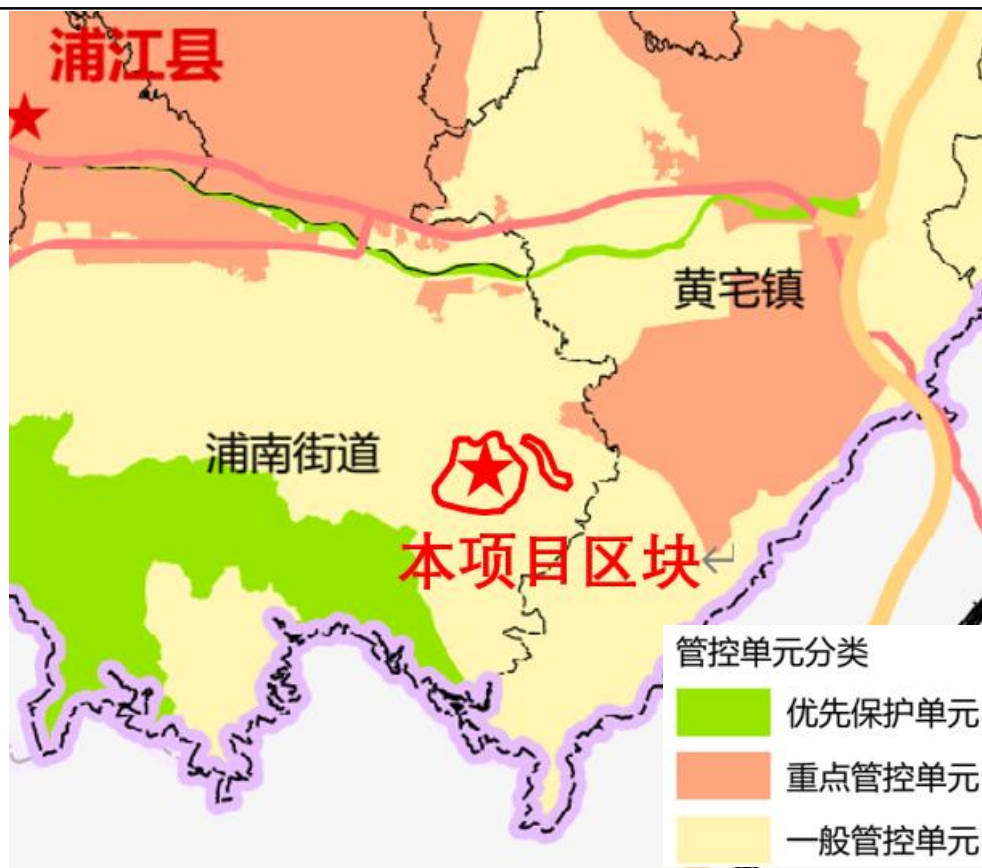 浦江县
黄宅镇
浦南街道
本项目区块
管控单元分类
优先保护单元
重点管控单元
一般管控单元